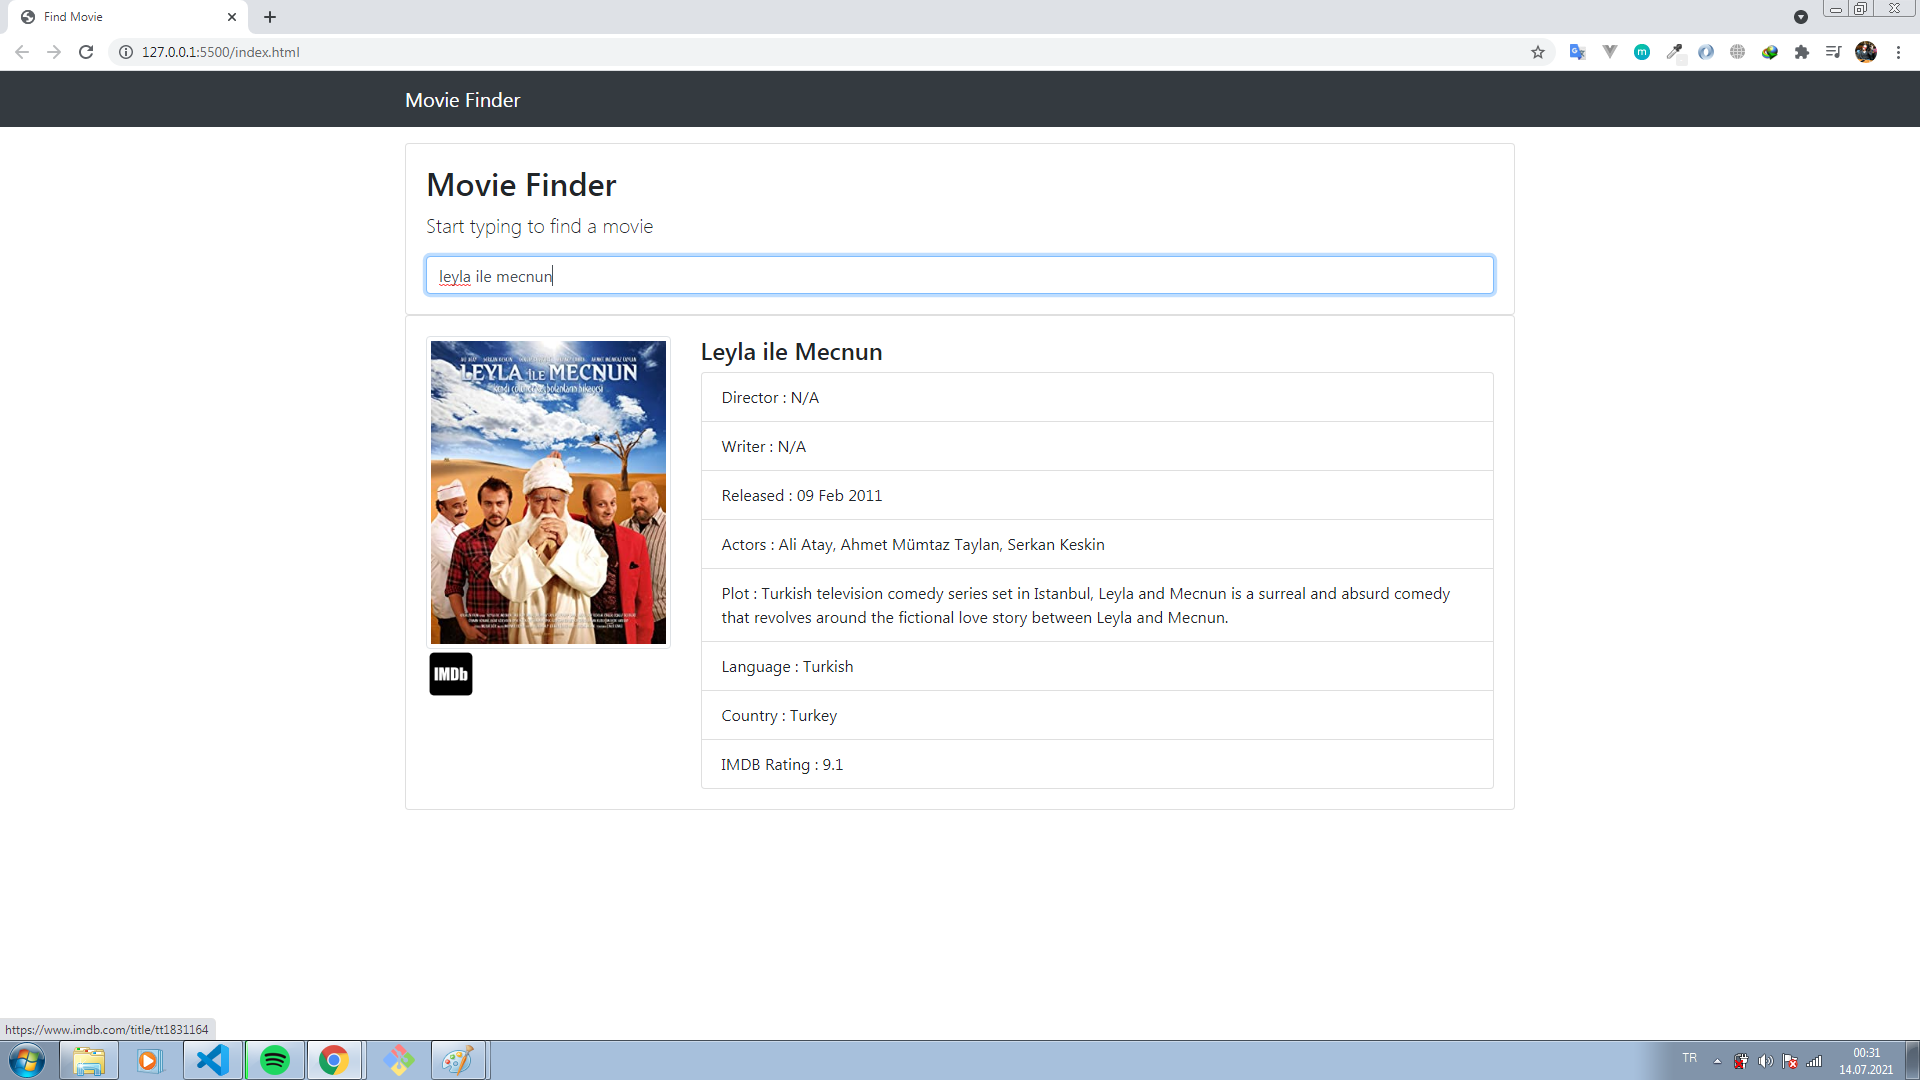 Find Movie
127.0.0.1:5500/index.html
Movie Finder
Movie Finder
Start typing to find a movie
leyla ile mecnun
LEYLA İLE MECNUN
IMDb
Leyla ile Mecnun
Director : N/A
Writer : N/A
Released : 09 Feb 2011
Actors : Ali Atay, Ahmet Mümtaz Taylan, Serkan Keskin
Plot : Turkish television comedy series set in Istanbul, Leyla and Mecnun is a surreal and absurd comedy
that revolves around the fictional love story between Leyla and Mecnun.
Language : Turkish
Country : Turkey
IMDB Rating : 9.1
https://www.imdb.com/title/tt1831164
TR
00:31
14.07.2021